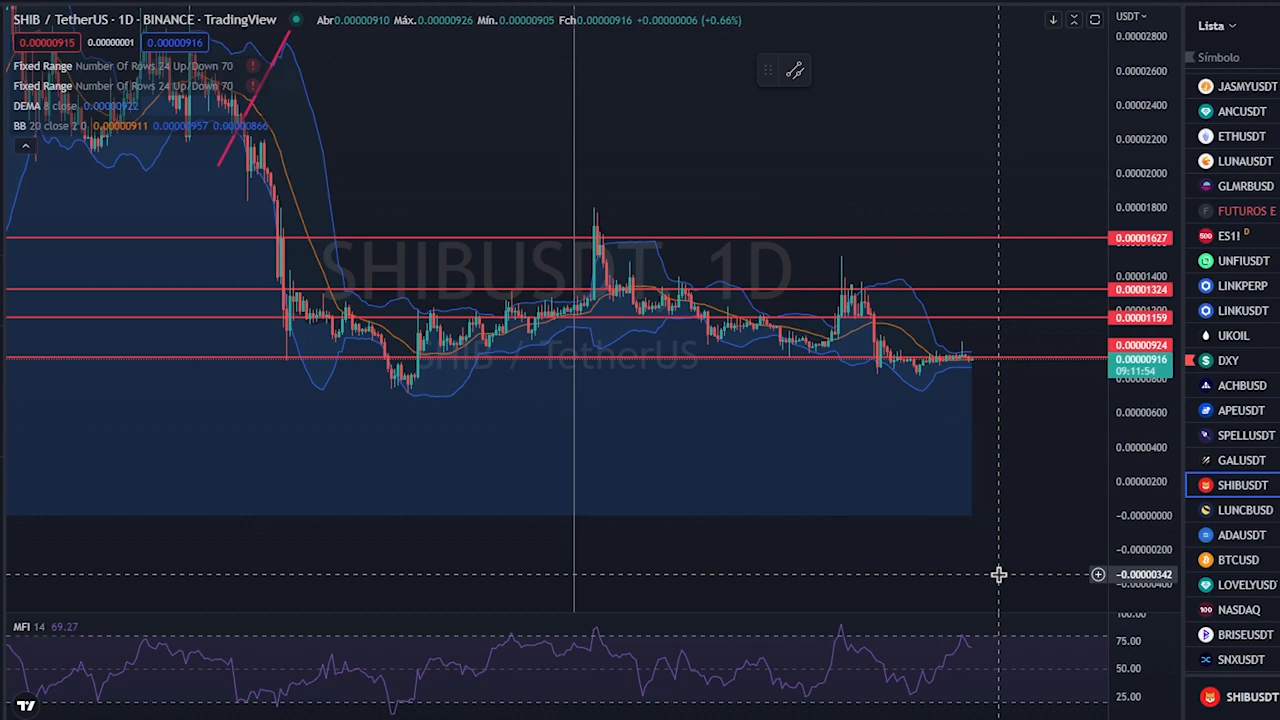 SHIB / TetherUS · 1D · BINANCE · TradingView
Abr0.00000910 Máx.0.00000926 Mín.0.00000905 Fch0.00000916 +0.00000006 (+0.66%)
0.00000915 0.00000001 0.00000916
Fixed Range Number Of Rows 24 Up/Down 70
Fixed Range Number Of Rows 24 Up/Down 70
DEMA 8 close 0.00000922
BB 20 close 2 0 0.00000911 0.00000957 0.00000866
SHIBUSDT, 1D
SHIB / TetherUS
USDT
0.00002800
0.00002600
0.00002400
0.00002200
0.00002000
0.00001800
0.00001627
0.00001400
0.00001324
0.00001159
0.00000924
0.00000916
09:11:54
0.00000800
0.00000600
0.00000400
0.00000200
−0.00000000
−0.00000200
−0.00000342
MFI 14 69.27
100.00
75.00
50.00
25.00
Lista
Símbolo
JASMYUSDT
ANCUSDT
ETHUSDT
LUNAUSDT
GLMRBUSD
FUTUROS E
ES1! D
UNFIUSDT
LINKPERP
LINKUSDT
UKOIL
DXY
ACHBUSD
APEUSDT
SPELLUSDT
GALUSDT
SHIBUSDT
LUNCBUSD
ADAUSDT
BTCUSD
LOVELYUSD
NASDAQ
BRISEUSDT
SNXUSDT
SHIBUSDT